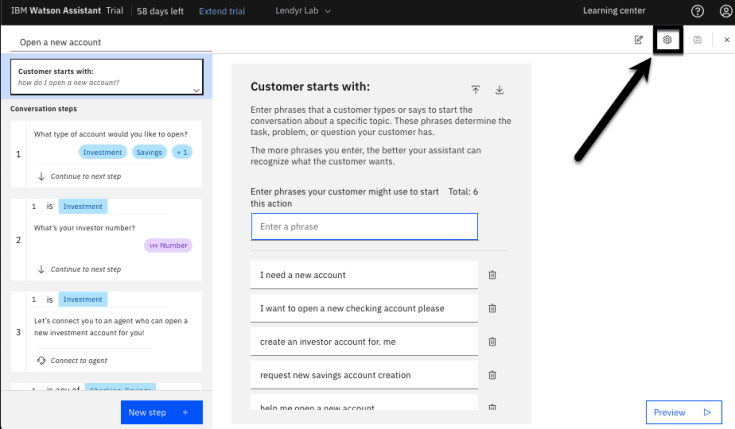 IBM Watson Assistant Trial 58 days left Extend trial Lendyr Lab Learning center
Open a new account
Customer starts with:
how do I open a new account?
Conversation steps
1
What type of account would you like to open?
Investment Savings + 1
Continue to next step
1 is Investment
2
What's your investor number?
123 Number
Continue to next step
1 is Investment
3
Let's connect you to an agent who can open a
new investment account for you!
Connect to agent
1 is any of Checking, Savings
New step +
Customer starts with:
Enter phrases that a customer types or says to start the
conversation about a specific topic. These phrases determine the
task, problem, or question your customer has.
The more phrases you enter, the better your assistant can
recognize what the customer wants.
Enter phrases your customer might use to start Total: 6
this action
Enter a phrase
I need a new account
I want to open a new checking account please
create an investor account for. me
request new savings account creation
help me open a new account
Preview